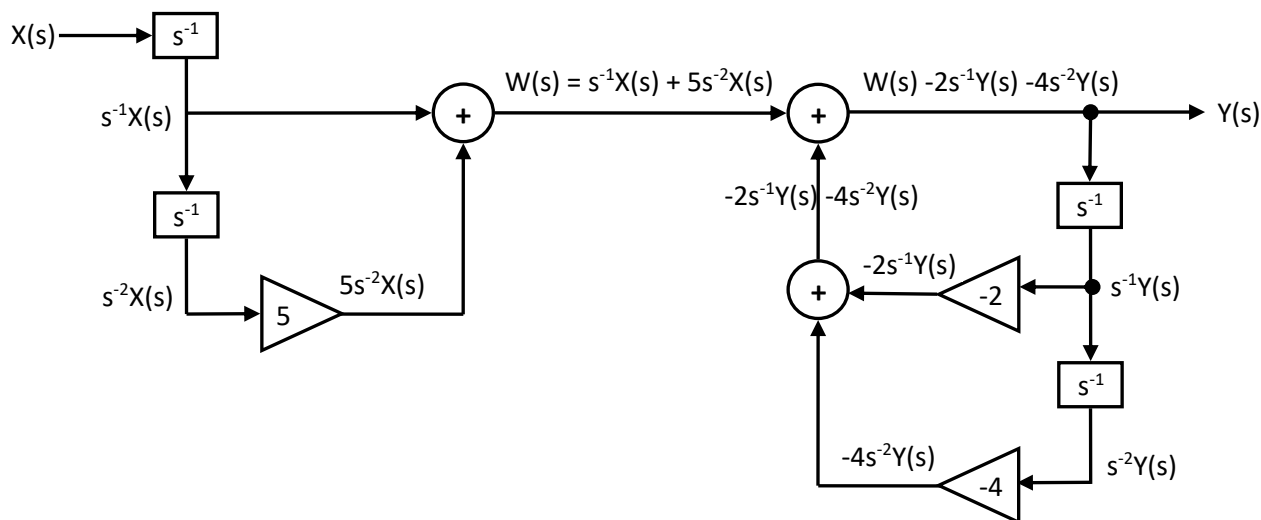 X(s)
s⁻¹
s⁻¹X(s)
+
W(s) = s⁻¹X(s) + 5s⁻²X(s)
+
W(s) -2s⁻¹Y(s) -4s⁻²Y(s)
Y(s)
s⁻¹
s⁻¹
-2s⁻¹Y(s) -4s⁻²Y(s)
s⁻²X(s)
5
5s⁻²X(s)
+
-2s⁻¹Y(s)
-2
s⁻¹Y(s)
s⁻¹
-4s⁻²Y(s)
-4
s⁻²Y(s)